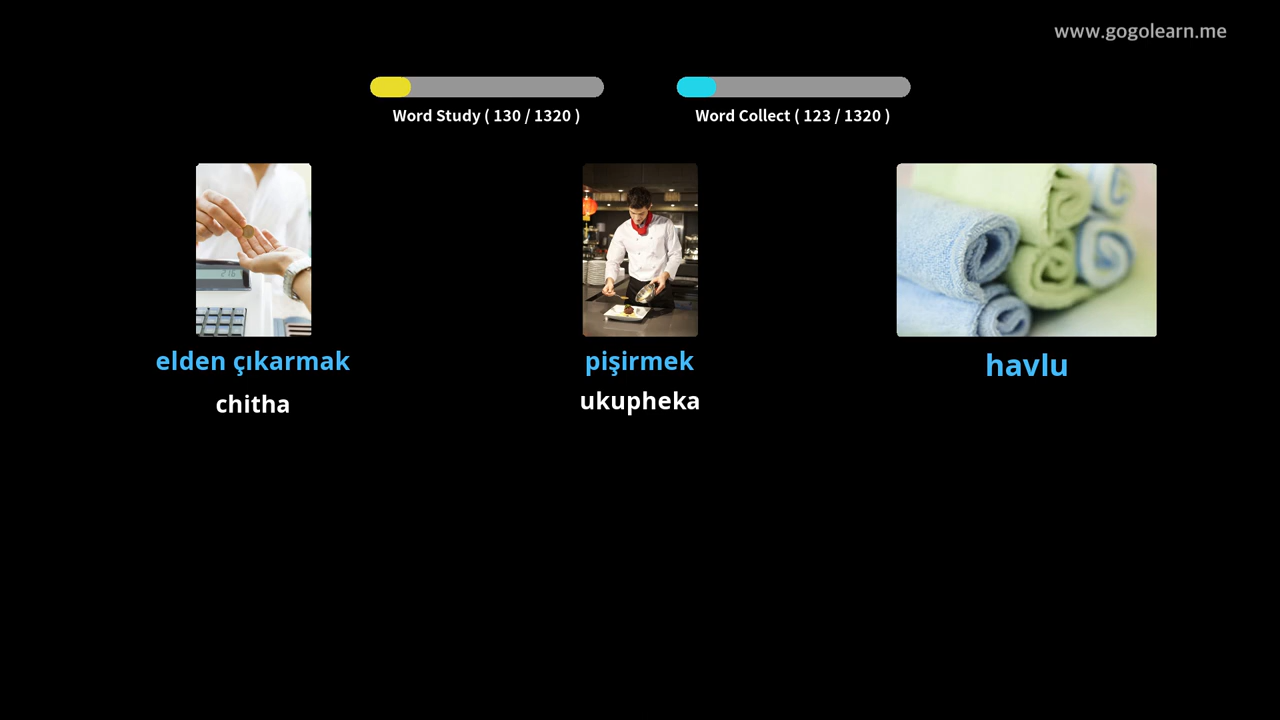 www.gogolearn.me
Word Study ( 130 / 1320 )
Word Collect ( 123 / 1320 )
elden çıkarmak
chitha
pişirmek
ukupheka
havlu